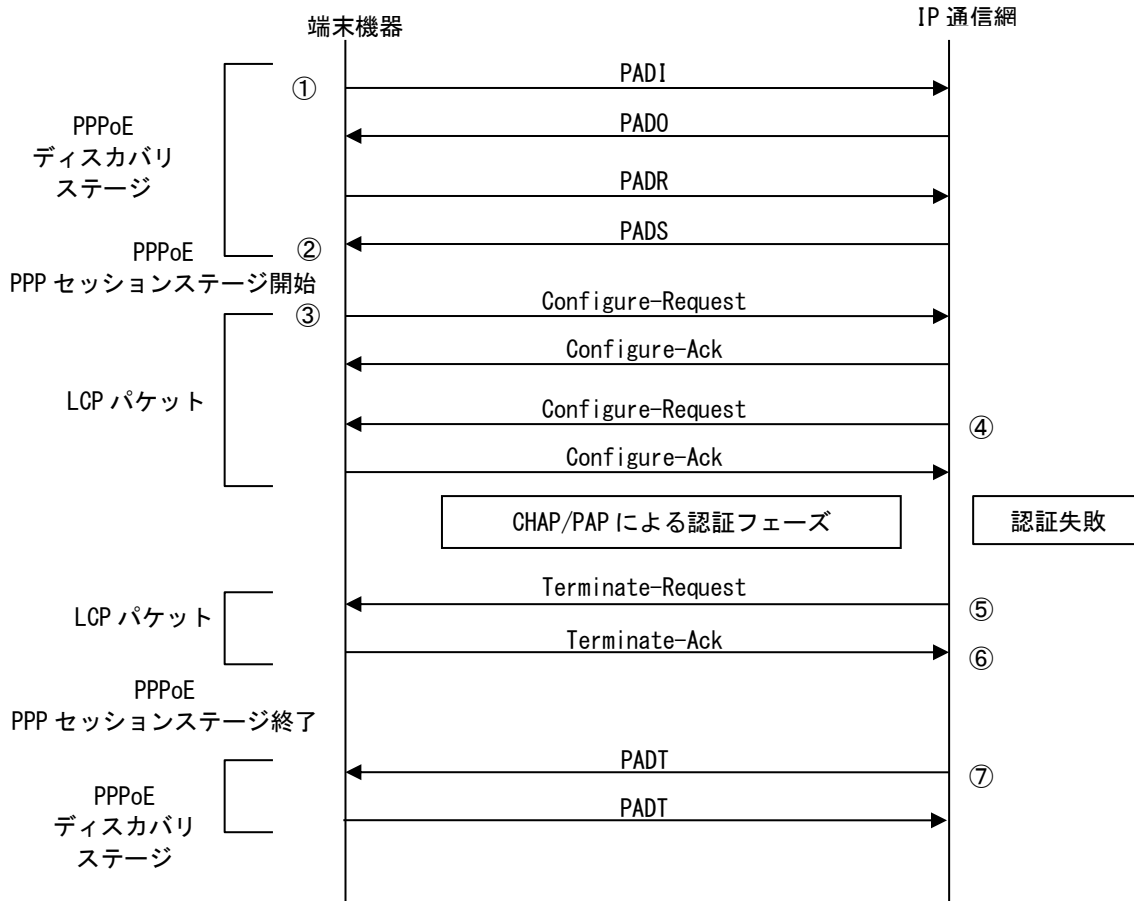 端末機器
IP 通信網
PPPoE
ディスカバリ
ステージ
①
PADI
PADO
PADR
②
PADS
PPPoE
PPP セッションステージ開始
③
Configure-Request
Configure-Ack
LCP パケット
Configure-Request
④
Configure-Ack
CHAP/PAP による認証フェーズ
認証失敗
LCP パケット
Terminate-Request
⑤
Terminate-Ack
⑥
PPPoE
PPP セッションステージ終了
PADT
⑦
PPPoE
ディスカバリ
ステージ
PADT